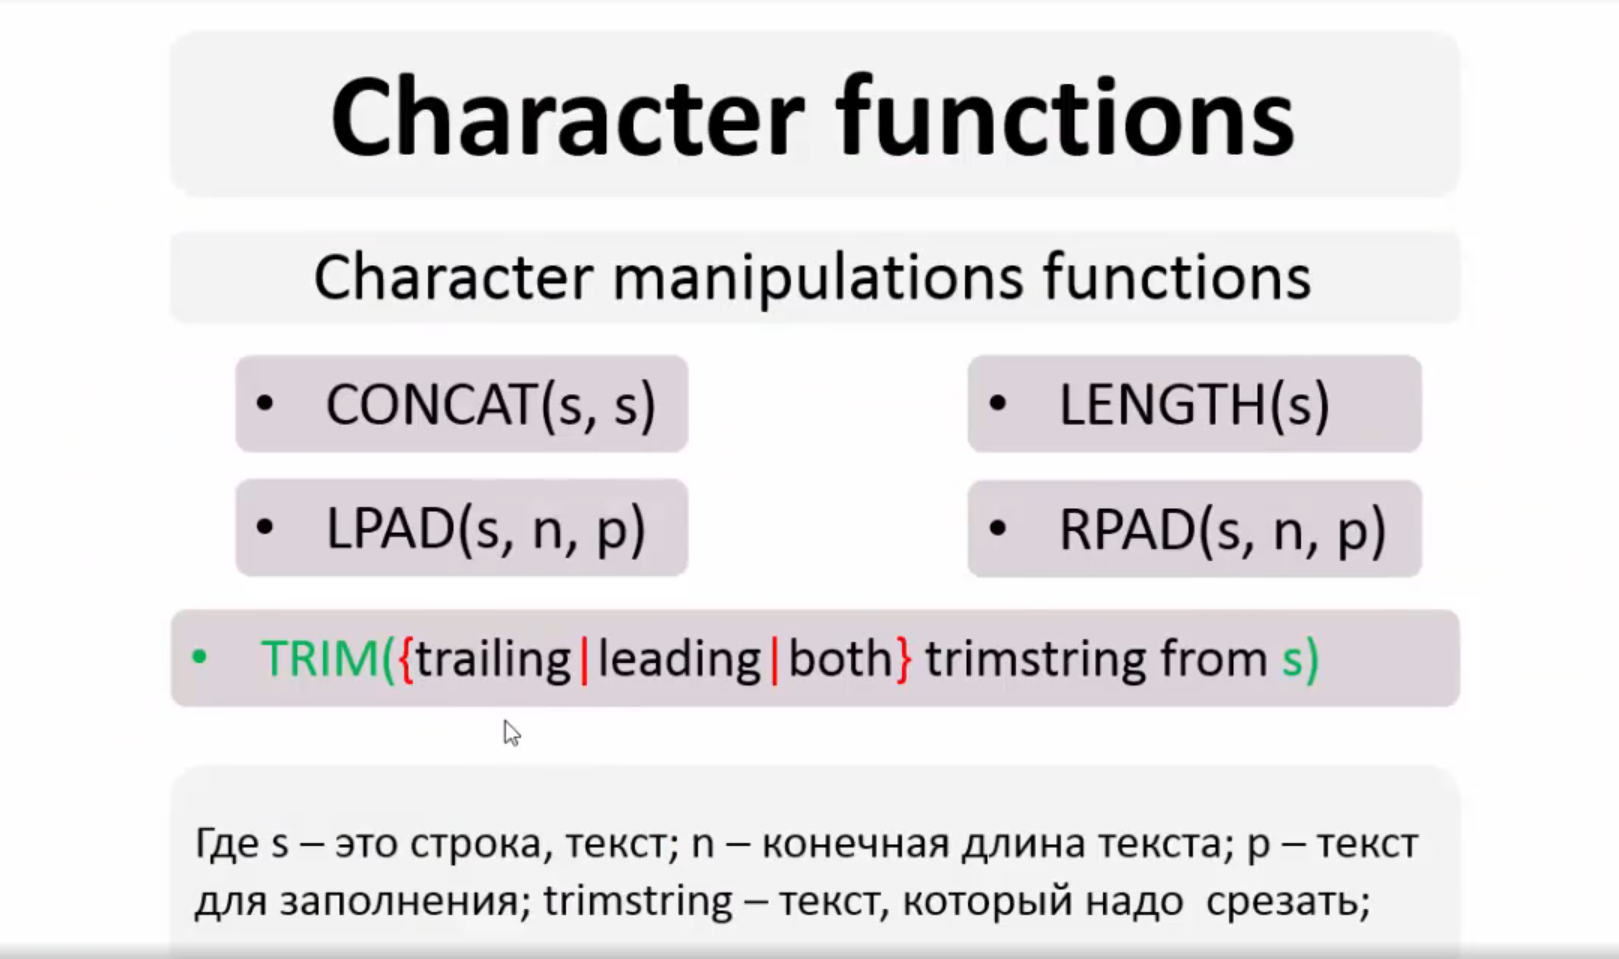 Character functions
Character manipulations functions
• CONCAT(s, s)
• LENGTH(s)
• LPAD(s, n, p)
• RPAD(s, n, p)
• TRIM({trailing|leading|both} trimstring from s)
Где s – это строка, текст; n – конечная длина текста; p – текст
для заполнения; trimstring – текст, который надо  срезать;